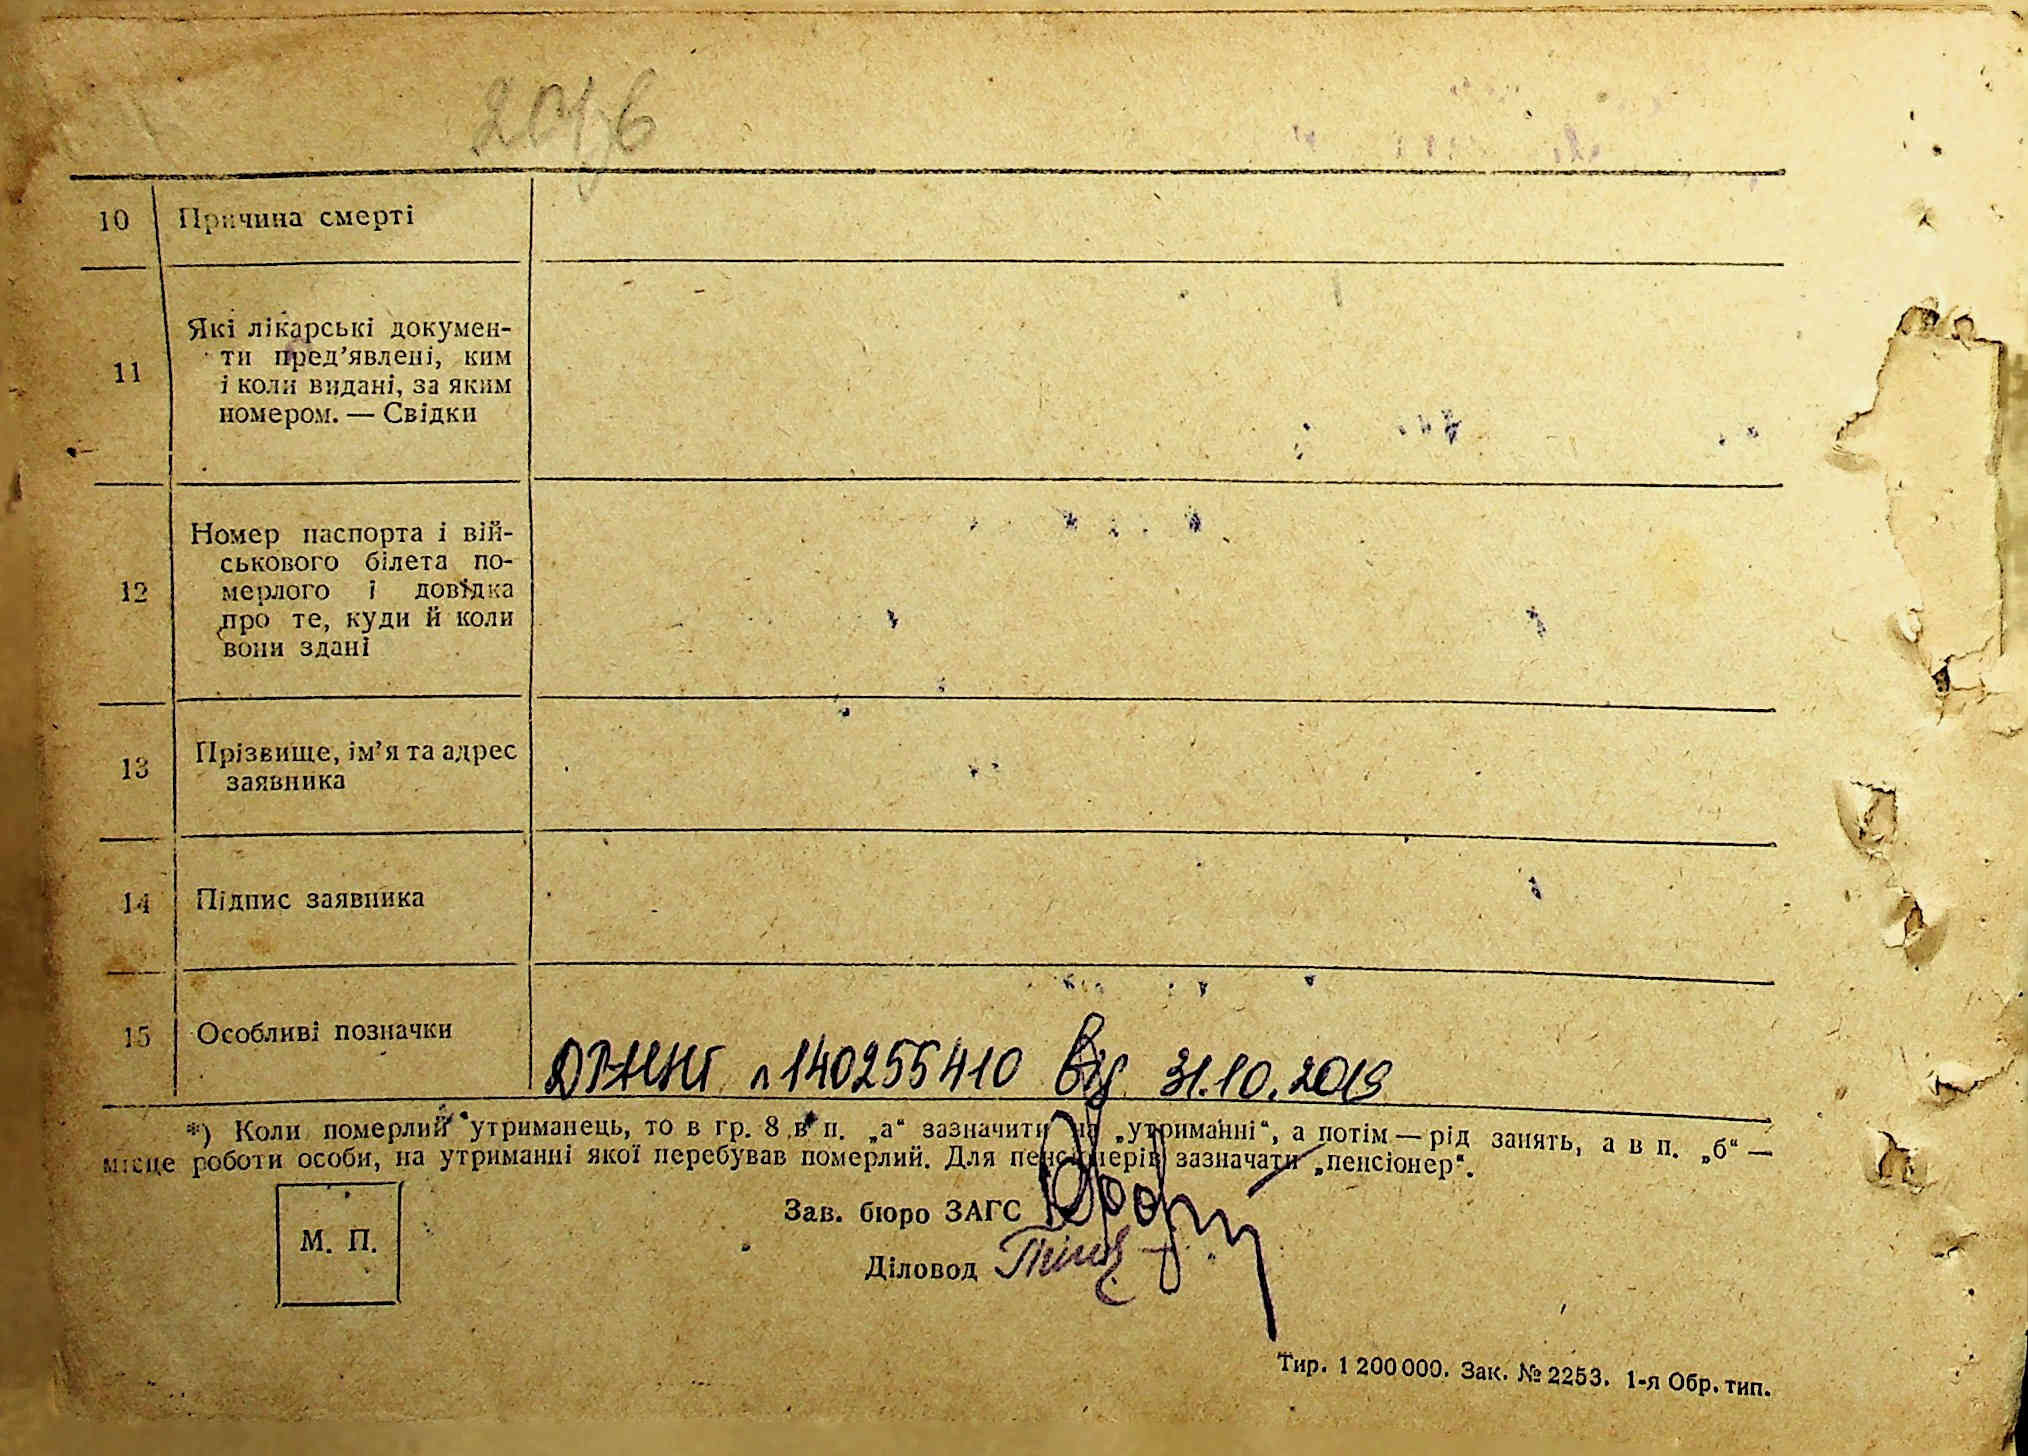 10 Причина смерті
11 Які лікарські докумен-
ти пред’явлені, ким
і коли видані, за яким
номером. — Свідки
12 Номер паспорта і вій-
ськового білета по-
мерлого і довідка
про те, куди й коли
вони здані
13 Прізвище, ім’я та адрес
заявника
14 Підпис заявника
15 Особливі позначки
140255410 від 31.10.2019
*) Коли померлий утриманець, то в гр. 8 в п. „а“ зазначити на „утриманні“, а потім — рід занять, а в п. „б“ —
місце роботи особи, на утриманні якої перебував померлий. Для пенсіонерів зазначати „пенсіонер“.
М. П.
Зав. бюро ЗАГС
Діловод
Тир. 1 200 000. Зак. № 2253. 1-я Обр. тип.